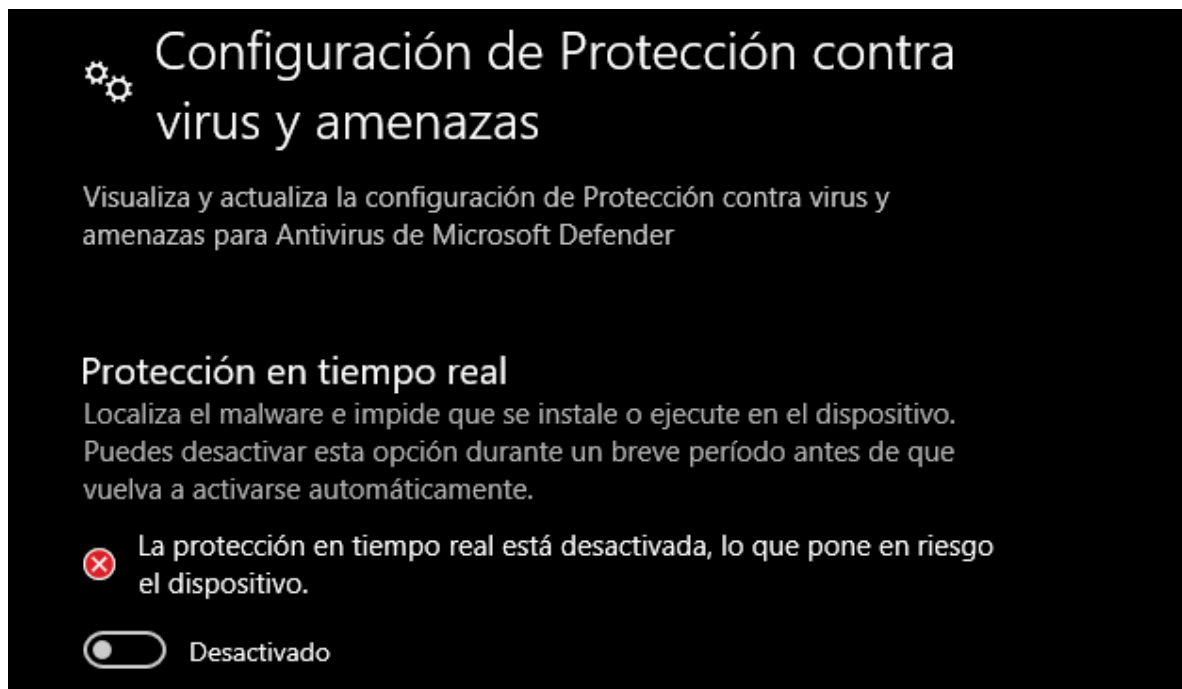 Configuración de Protección contra
virus y amenazas
Visualiza y actualiza la configuración de Protección contra virus y
amenazas para Antivirus de Microsoft Defender
Protección en tiempo real
Localiza el malware e impide que se instale o ejecute en el dispositivo.
Puedes desactivar esta opción durante un breve período antes de que
vuelva a activarse automáticamente.
La protección en tiempo real está desactivada, lo que pone en riesgo
el dispositivo.
Desactivado